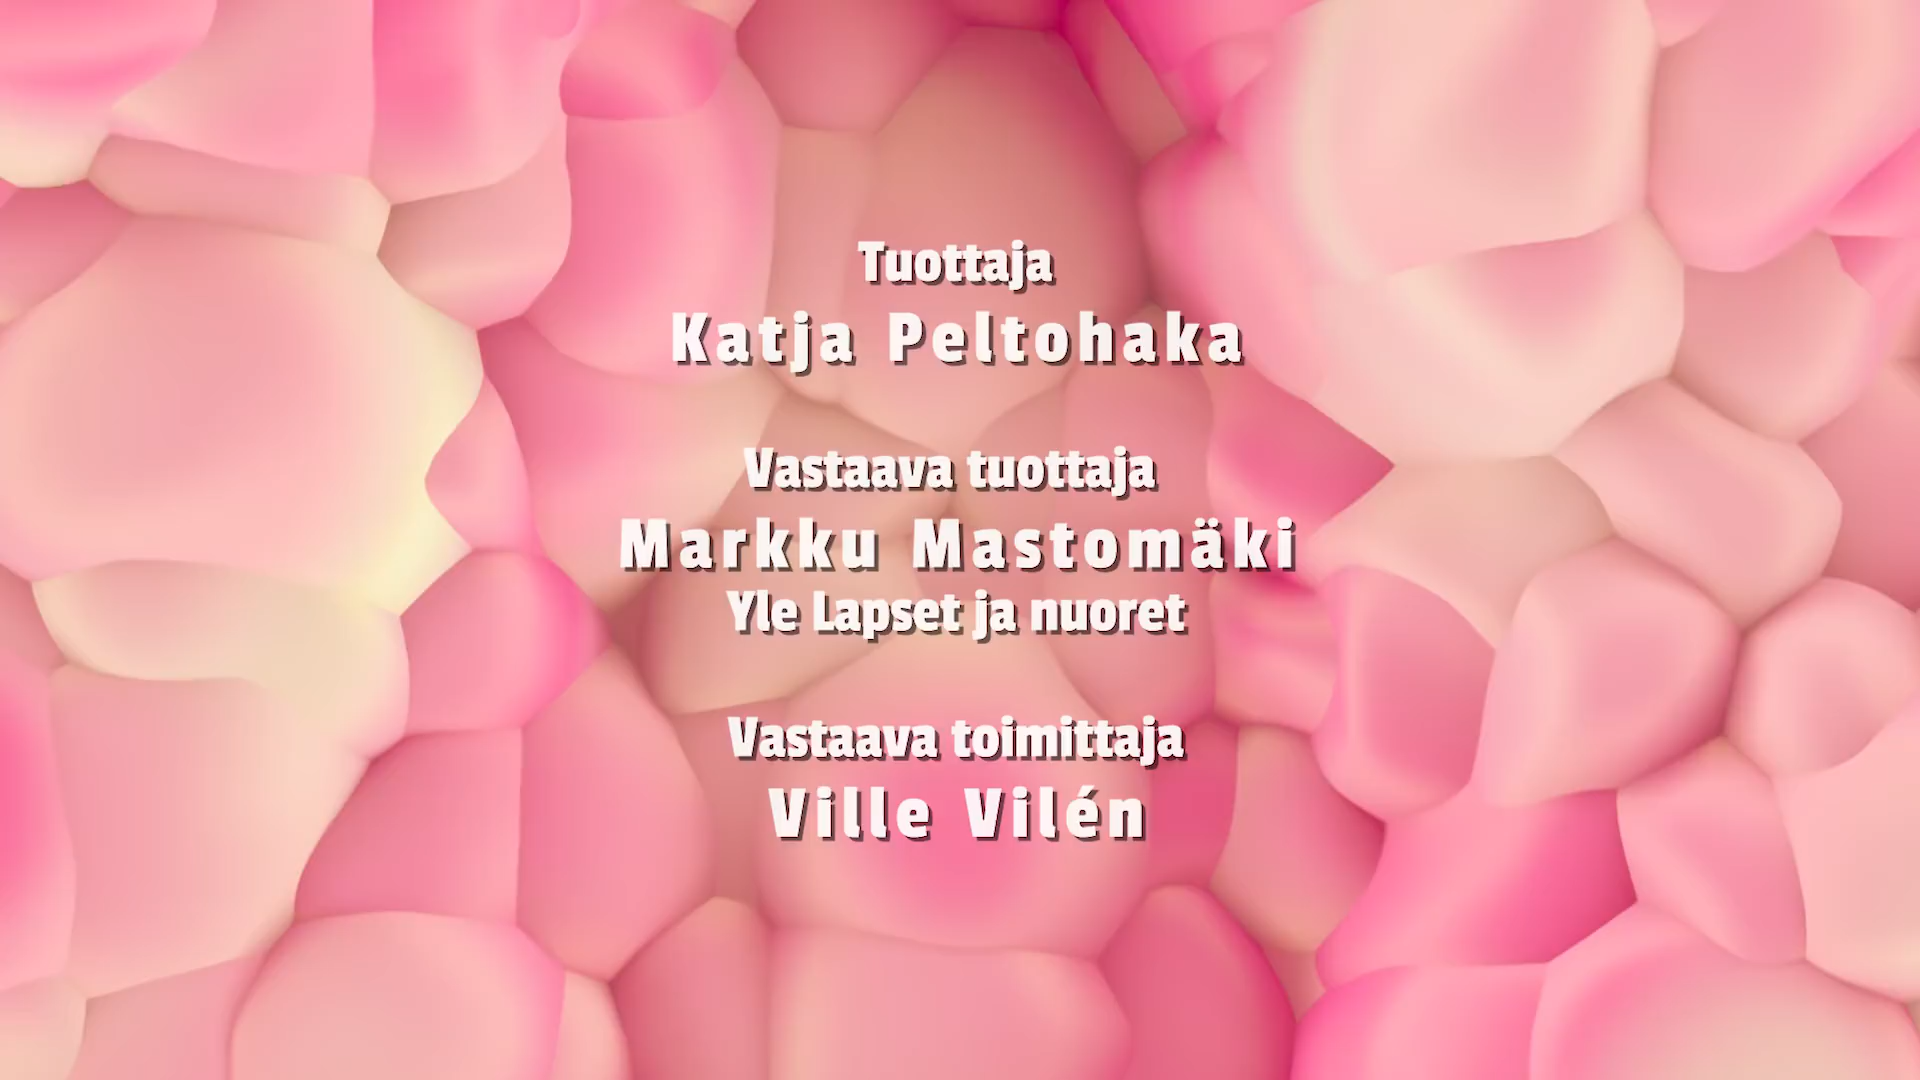 Tuottaja
Katja Peltohaka
Vastaava tuottaja
Markku Mastomäki
Yle Lapset ja nuoret
Vastaava toimittaja
Ville Vilén